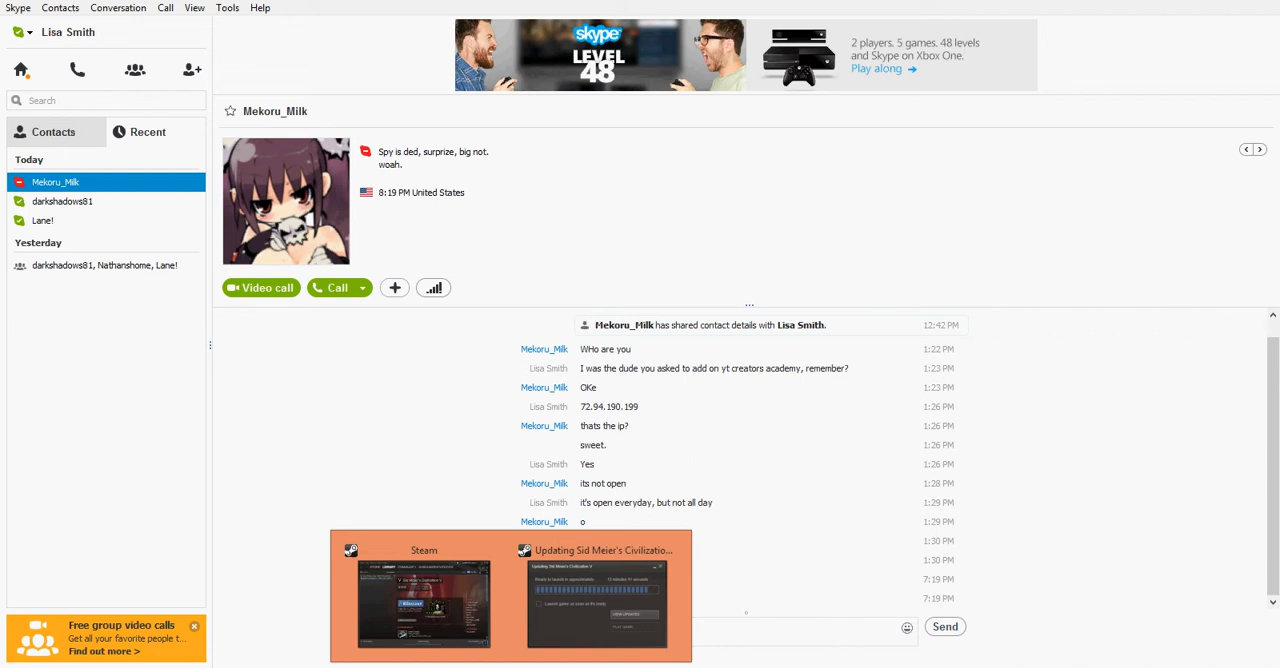 Skype Contacts Conversation Call View Tools Help
Lisa Smith
Search
Contacts Recent
Today
Mekoru_Milk
darkshadows81
Lane!
Yesterday
darkshadows81, Nathanshome, Lane!
Free group video calls
Get all your favorite people t...
Find out more >
skype
LEVEL
48
2 players. 5 games. 48 levels
and Skype on Xbox One.
Play along
Mekoru_Milk
Spy is ded, surprize, big not.
woah.
8:19 PM United States
Video call Call
Mekoru_Milk has shared contact details with Lisa Smith. 12:42 PM
Mekoru_Milk WHo are you 1:22 PM
Lisa Smith I was the dude you asked to add on yt creators academy, remember? 1:23 PM
Mekoru_Milk OKe 1:23 PM
Lisa Smith 72.94.190.199 1:26 PM
Mekoru_Milk thats the ip? 1:26 PM
sweet. 1:26 PM
Lisa Smith Yes 1:26 PM
Mekoru_Milk its not open 1:28 PM
Lisa Smith it's open everyday, but not all day 1:29 PM
Mekoru_Milk o 1:29 PM
1:30 PM
1:30 PM
7:19 PM
7:19 PM
Send
Steam Updating Sid Meier's Civilizatio...
Updating Sid Meier's Civilization V
VIEW UPDATES
PLAY GAME